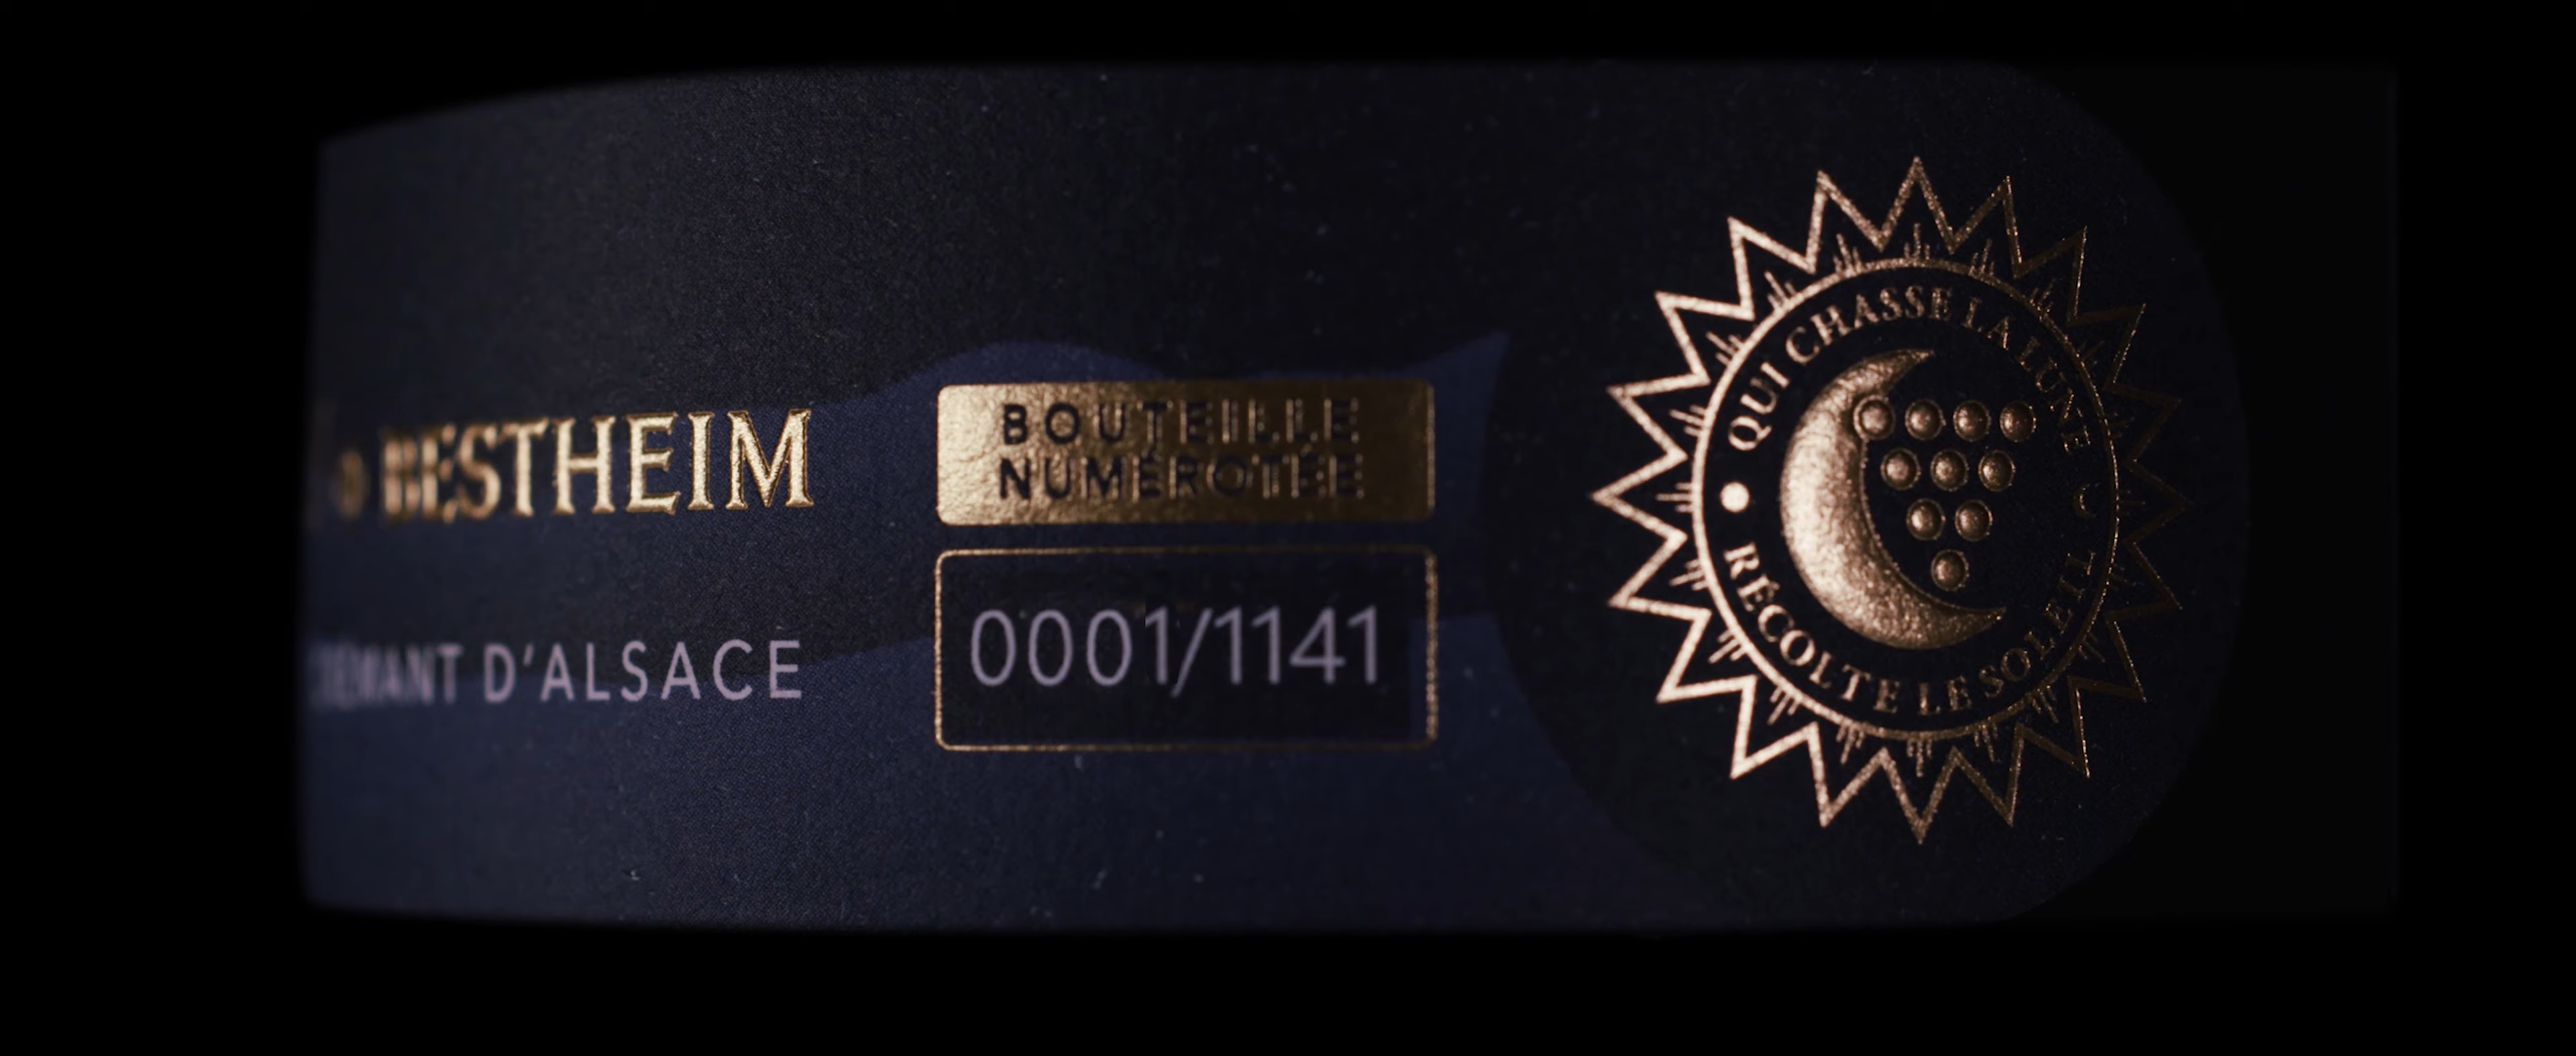 BESTHEIM
CRÉMANT D'ALSACE
BOUTEILLE
NUMÉROTÉE
0001/1141
QUI CHASSE LA LUNE
RÉCOLTE LE SOLEIL